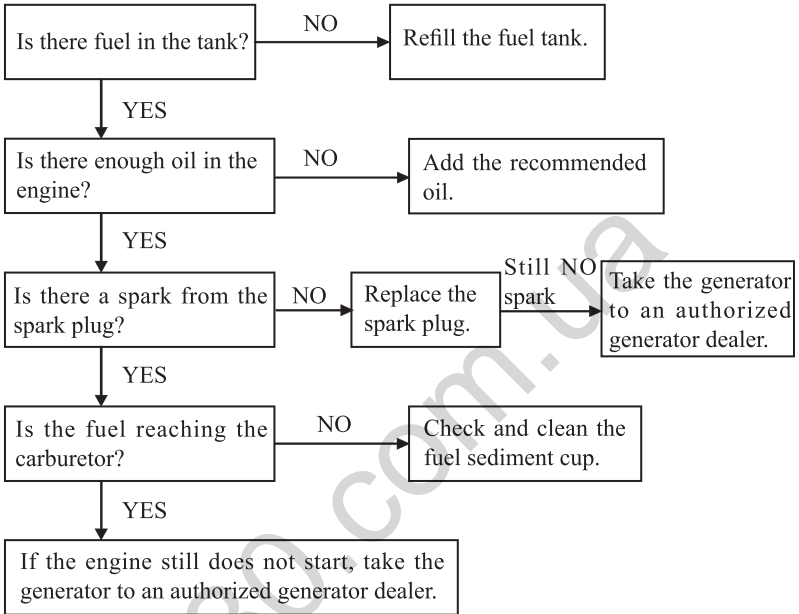 Is there fuel in the tank?
NO
Refill the fuel tank.
YES
Is there enough oil in the
engine?
NO
Add the recommended
oil.
YES
Is there a spark from the
spark plug?
NO
Replace the
spark plug.
Still NO
spark
Take the generator
to an authorized
generator dealer.
YES
Is the fuel reaching the
carburetor?
NO
Check and clean the
fuel sediment cup.
YES
If the engine still does not start, take the
generator to an authorized generator dealer.
30.com.ua